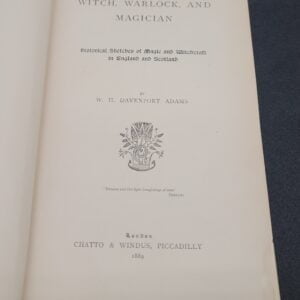 WITCH, WARLOCK, AND
MAGICIAN
Historical Sketches of Magic and Witchcraft
in England and Scotland
BY
W. H. DAVENPORT ADAMS
London
CHATTO & WINDUS, PICCADILLY
1889